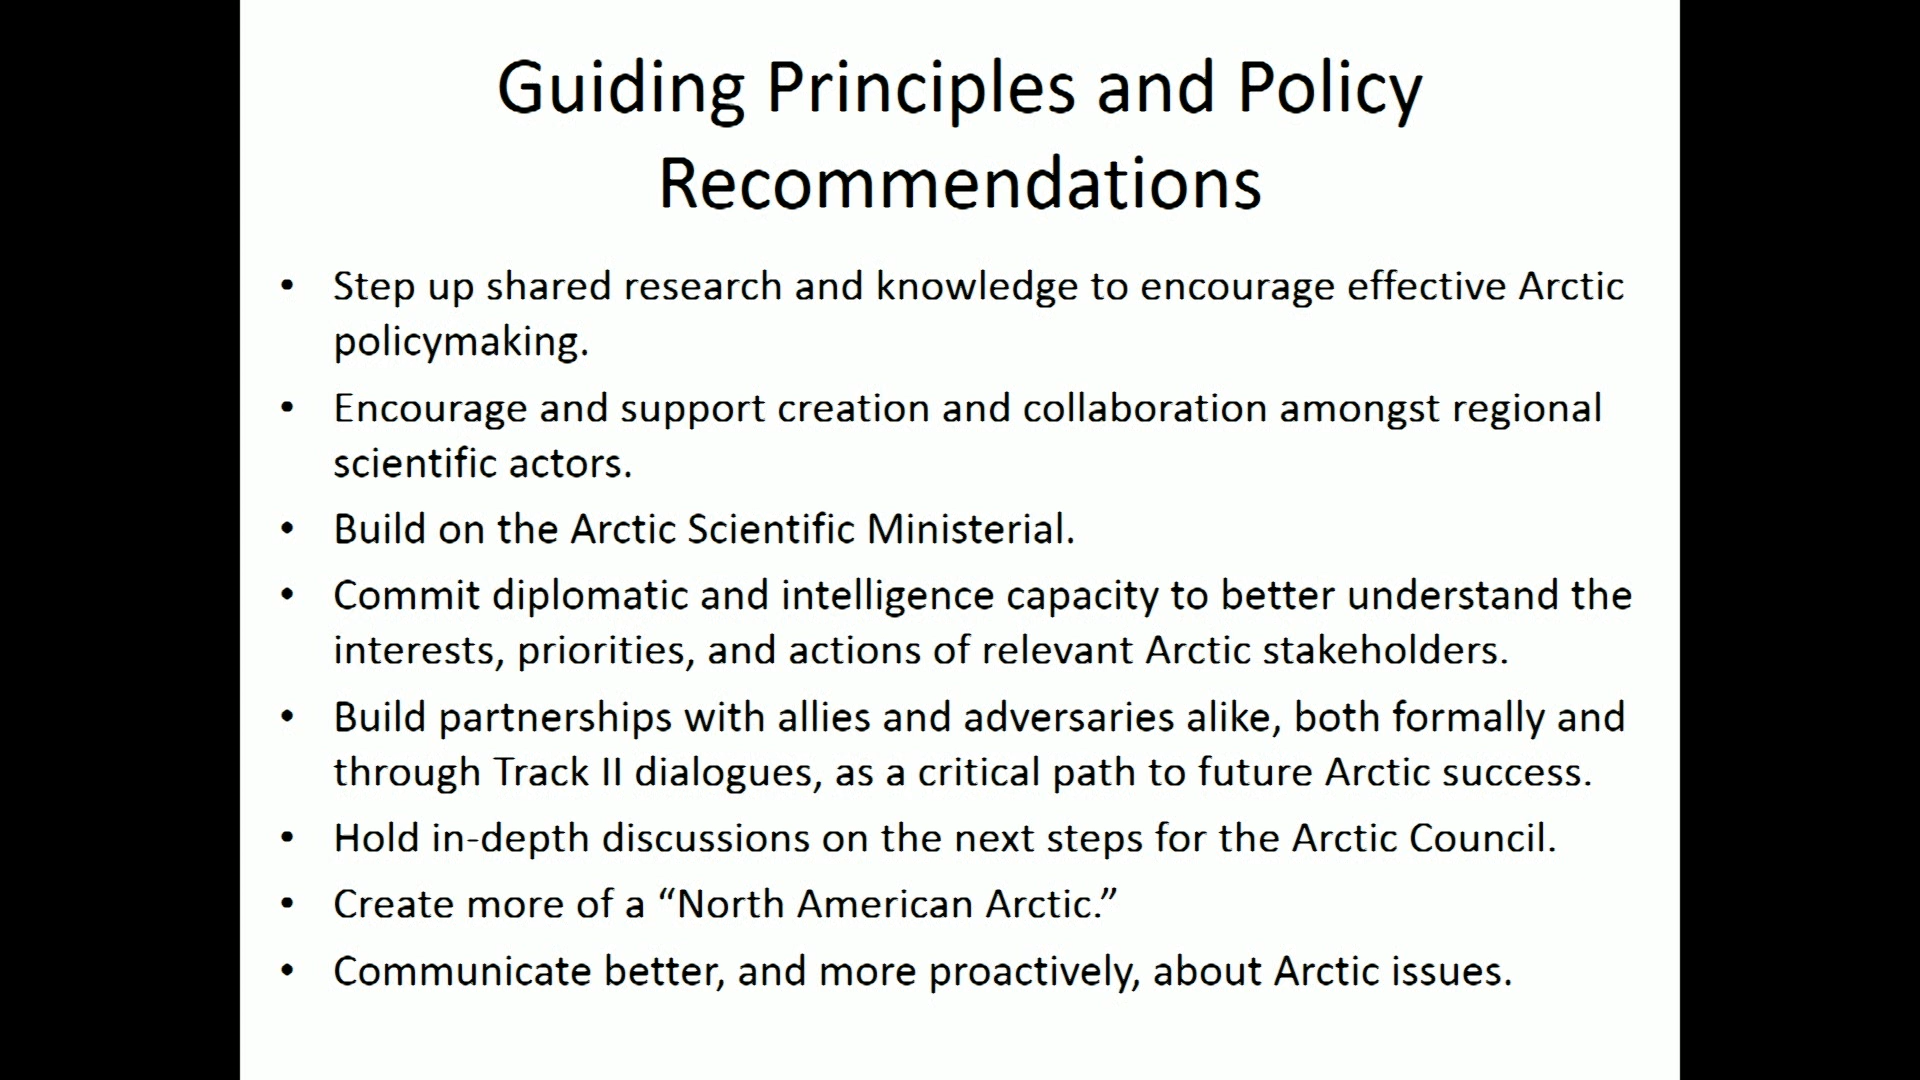 Guiding Principles and Policy
Recommendations
• Step up shared research and knowledge to encourage effective Arctic
policymaking.
• Encourage and support creation and collaboration amongst regional
scientific actors.
• Build on the Arctic Scientific Ministerial.
• Commit diplomatic and intelligence capacity to better understand the
interests, priorities, and actions of relevant Arctic stakeholders.
• Build partnerships with allies and adversaries alike, both formally and
through Track II dialogues, as a critical path to future Arctic success.
• Hold in-depth discussions on the next steps for the Arctic Council.
• Create more of a “North American Arctic.”
• Communicate better, and more proactively, about Arctic issues.